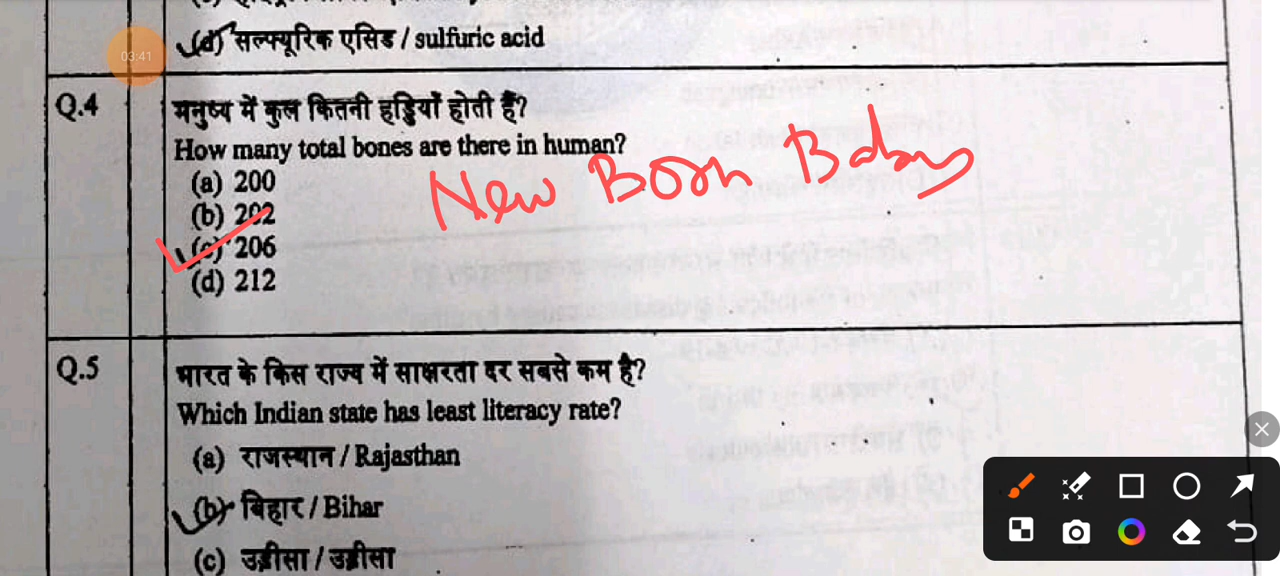 (d) सल्फ्यूरिक एसिड / sulfuric acid
03:41
Q.4
मनुष्य में कुल कितनी हड्डियाँ होती हैं?
How many total bones are there in human?
(a) 200
(b) 202
(c) 206
(d) 212
New Born Baby
Q.5
भारत के किस राज्य में साक्षरता दर सबसे कम है?
Which Indian state has least literacy rate?
(a) राजस्थान / Rajasthan
(b) बिहार / Bihar
(c) उड़ीसा / उड़ीसा